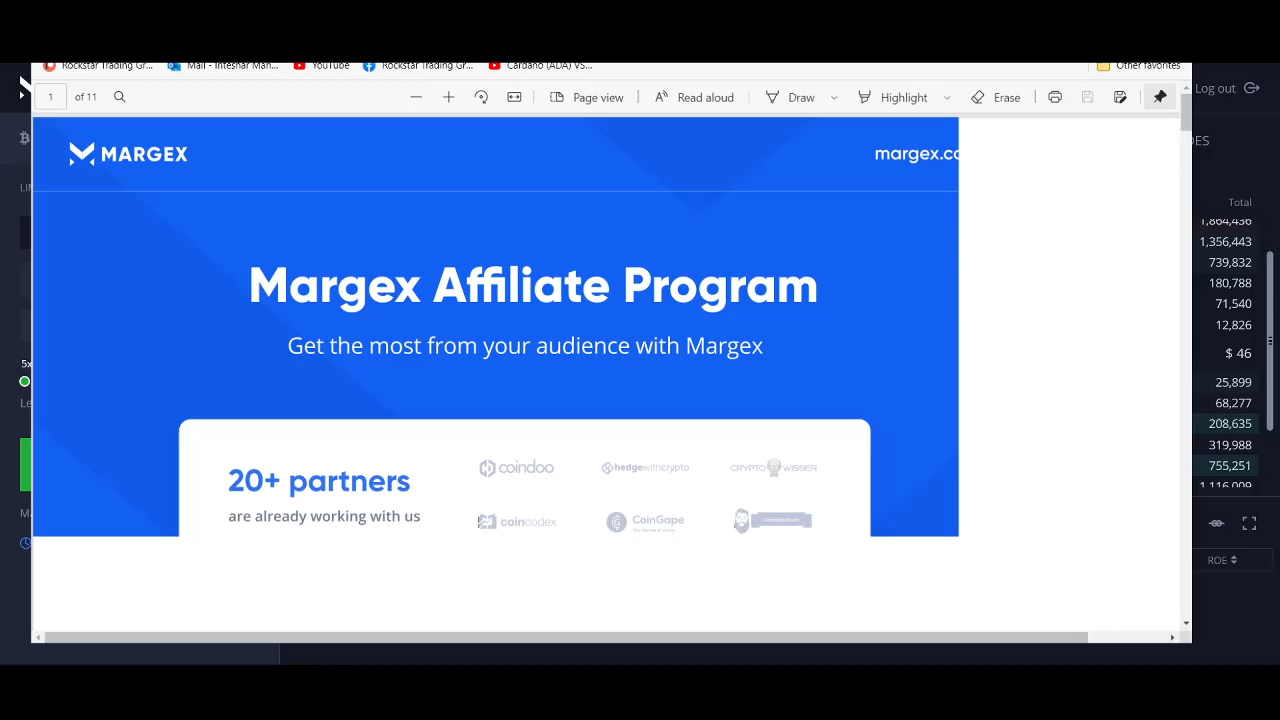 Rockstar Trading Gr...
Mail - Inteshar Mah...
YouTube
Rockstar Trading Gr...
Cardano (ADA) VS...
Other favorites
1
of 11
Page view
Read aloud
Draw
Highlight
Erase
Log out
MARGEX
margex.co
Total
1,864,436
1,356,443
739,832
180,788
71,540
12,826
$ 46
25,899
68,277
208,635
319,988
755,251
1,116,009
ROE
5x
Margex Affiliate Program
Get the most from your audience with Margex
20+ partners
are already working with us
coindoo
hedgewithcrypto
CRYPTO WISSER
coincodex
CoinGape